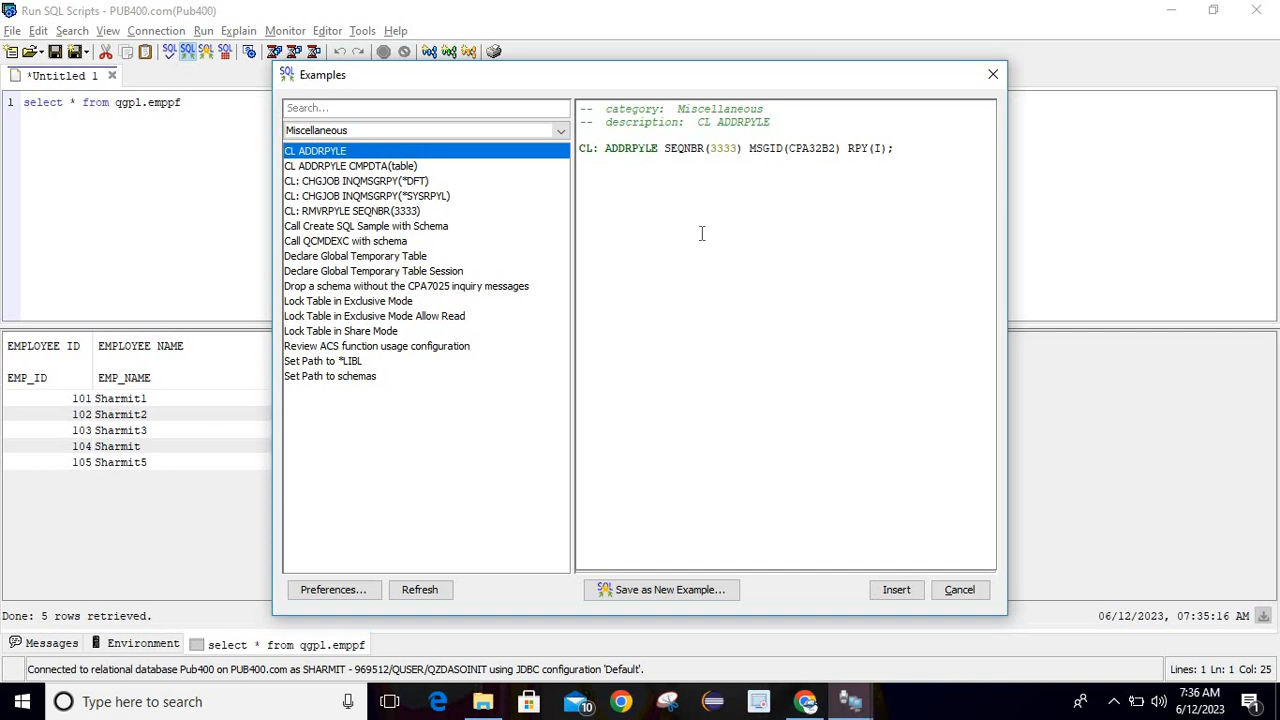 Run SQL Scripts - PUB400.com(Pub400)
File Edit Search View Connection Run Explain Monitor Editor Tools Help
*Untitled 1
1 select * from qgpl.emppf
SQL Examples
Search...
Miscellaneous
CL ADDRPYLE
CL ADDRPYLE CMPDTA(table)
CL: CHGJOB INQMSGRPY(*DFT)
CL: CHGJOB INQMSGRPY(*SYSRPYL)
CL: RMVRPYLE SEQNBR(3333)
Call Create SQL Sample with Schema
Call QCMDEXC with schema
Declare Global Temporary Table
Declare Global Temporary Table Session
Drop a schema without the CPA7025 inquiry messages
Lock Table in Exclusive Mode
Lock Table in Exclusive Mode Allow Read
Lock Table in Share Mode
Review ACS function usage configuration
Set Path to *LIBL
Set Path to schemas
-- category: Miscellaneous
-- description: CL ADDRPYLE
CL: ADDRPYLE SEQNBR(3333) MSGID(CPA32B2) RPY(I);
Preferences... Refresh SQL Save as New Example... Insert Cancel
EMPLOYEE ID EMPLOYEE NAME
EMP_ID EMP_NAME
101 Sharmit1
102 Sharmit2
103 Sharmit3
104 Sharmit
105 Sharmit5
Done: 5 rows retrieved. 06/12/2023, 07:35:16 AM
Messages Environment select * from qgpl.emppf
Connected to relational database Pub400 on PUB400.com as SHARMIT - 969512/QUSER/QZDASOINIT using JDBC configuration 'Default'. Lines: 1 Ln: 1 Col: 25
Type here to search 10 7:36 AM
6/12/2023 1